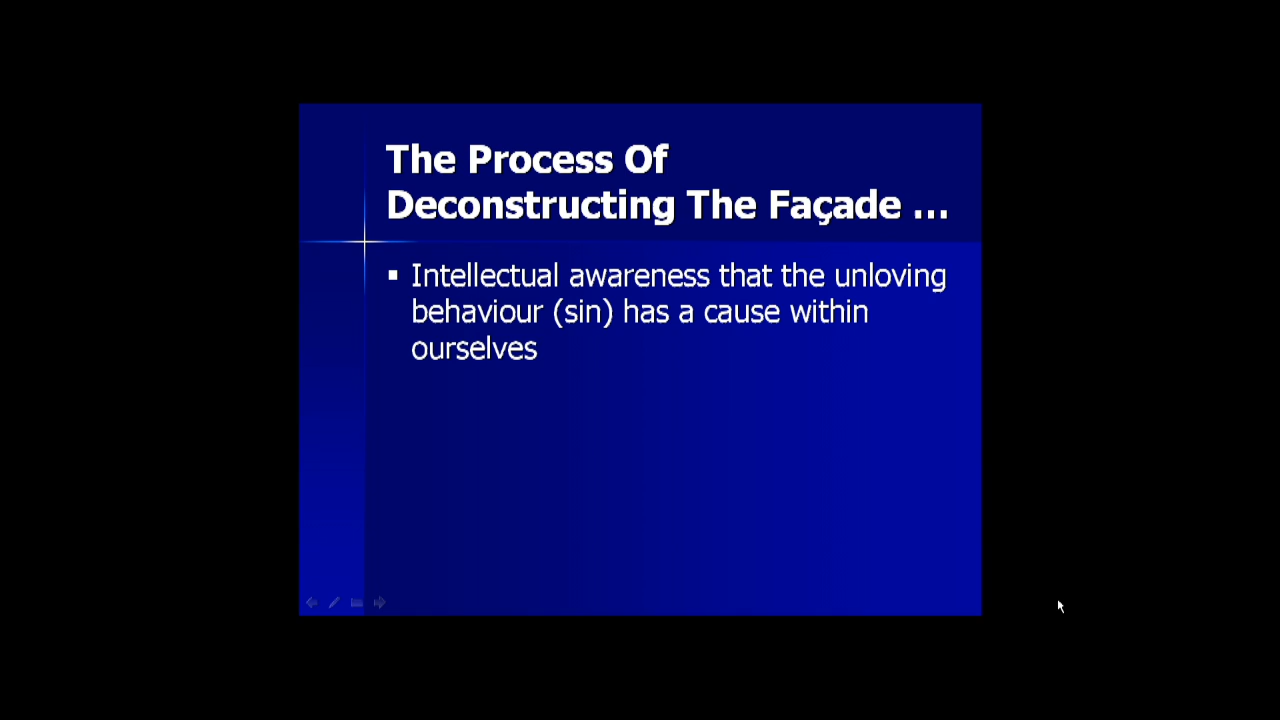 The Process Of
Deconstructing The Façade ...
▪ Intellectual awareness that the unloving
behaviour (sin) has a cause within
ourselves